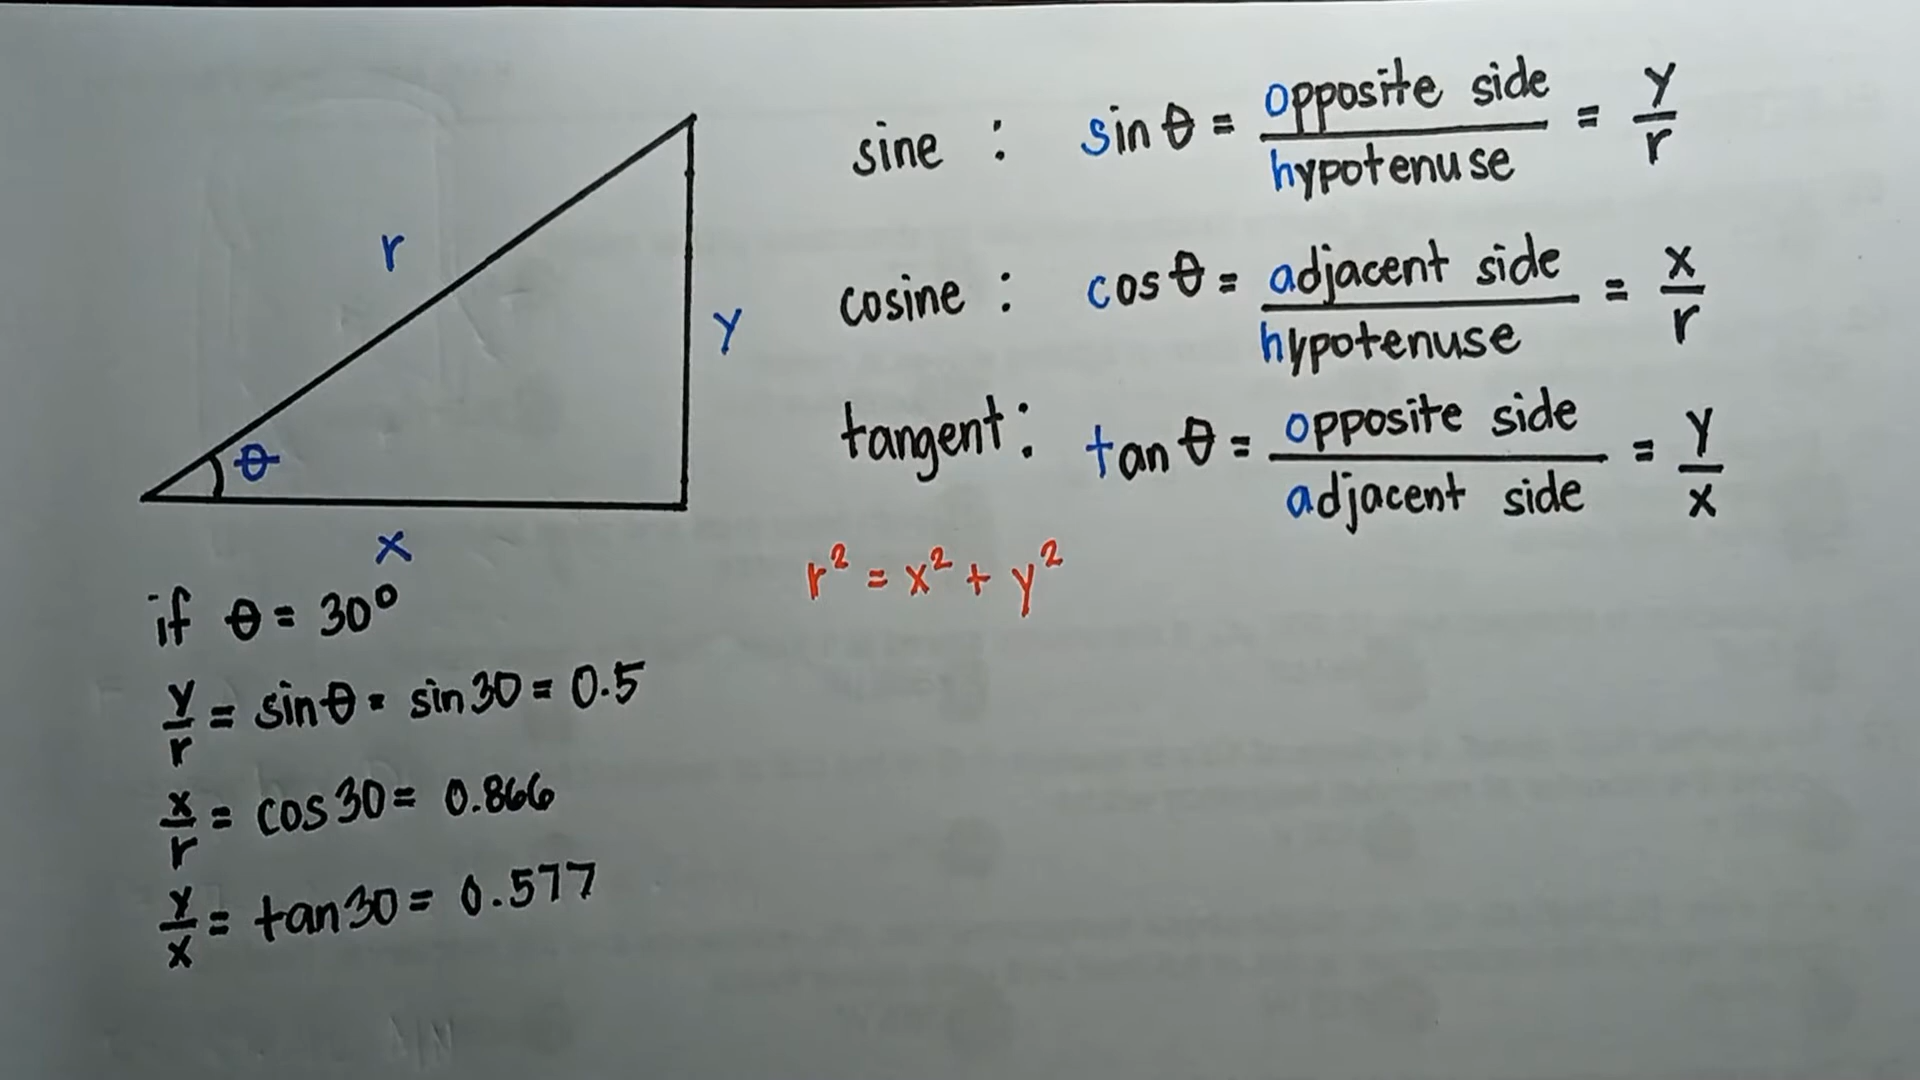 sine : sin θ = opposite side / hypotenuse = y / r
cosine : cos θ = adjacent side / hypotenuse = x / r
tangent : tan θ = opposite side / adjacent side = y / x
r
y
θ
x
r² = x² + y²
if θ = 30°
y / r = sin θ = sin 30 = 0.5
x / r = cos 30 = 0.866
y / x = tan 30 = 0.577